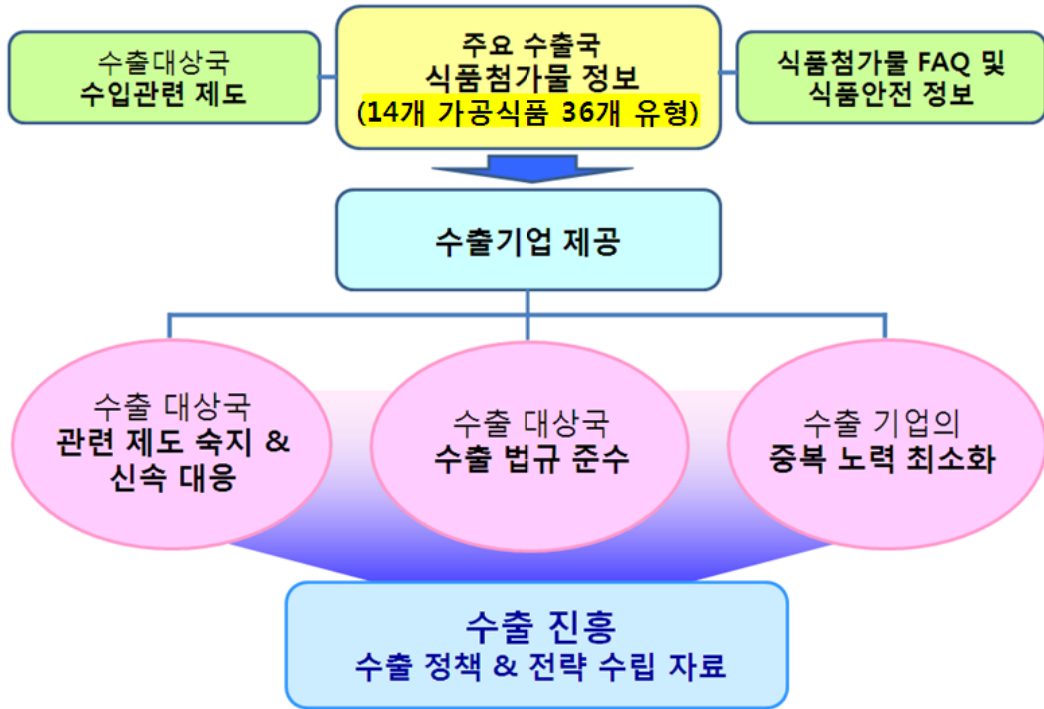 수출대상국
수입관련 제도
주요 수출국
식품첨가물 정보
(14개 가공식품 36개 유형)
식품첨가물 FAQ 및
식품안전 정보
수출기업 제공
수출 대상국
관련 제도 숙지 &
신속 대응
수출 대상국
수출 법규 준수
수출 기업의
중복 노력 최소화
수출 진흥
수출 정책 & 전략 수립 자료